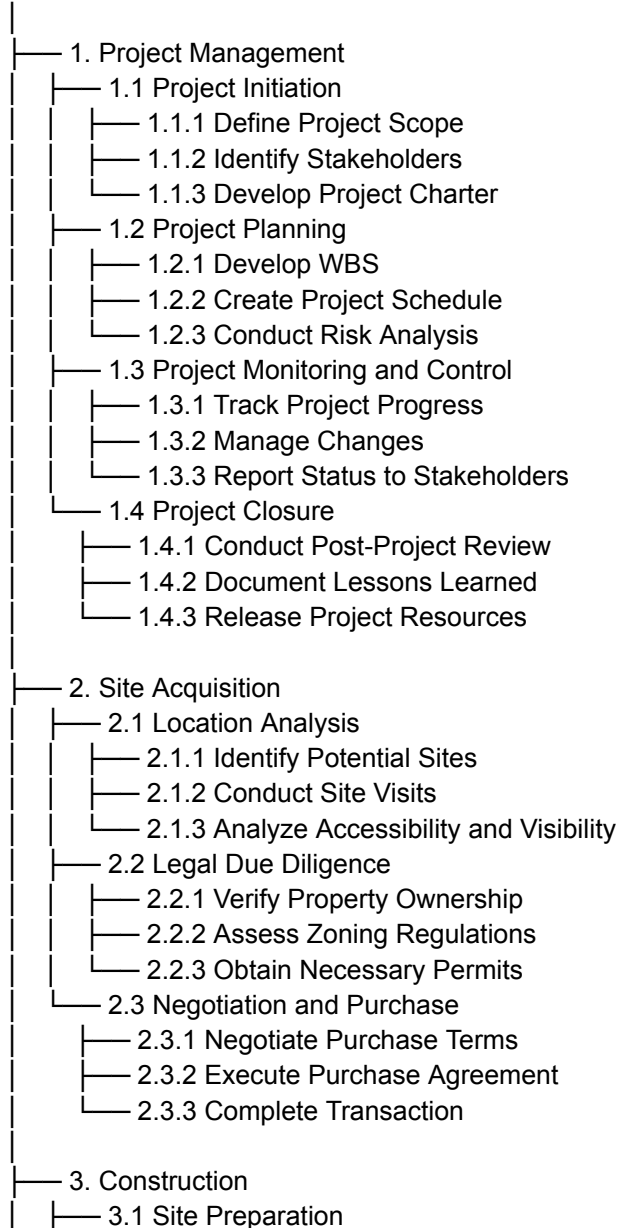 1. Project Management
1.1 Project Initiation
1.1.1 Define Project Scope
1.1.2 Identify Stakeholders
1.1.3 Develop Project Charter
1.2 Project Planning
1.2.1 Develop WBS
1.2.2 Create Project Schedule
1.2.3 Conduct Risk Analysis
1.3 Project Monitoring and Control
1.3.1 Track Project Progress
1.3.2 Manage Changes
1.3.3 Report Status to Stakeholders
1.4 Project Closure
1.4.1 Conduct Post-Project Review
1.4.2 Document Lessons Learned
1.4.3 Release Project Resources
2. Site Acquisition
2.1 Location Analysis
2.1.1 Identify Potential Sites
2.1.2 Conduct Site Visits
2.1.3 Analyze Accessibility and Visibility
2.2 Legal Due Diligence
2.2.1 Verify Property Ownership
2.2.2 Assess Zoning Regulations
2.2.3 Obtain Necessary Permits
2.3 Negotiation and Purchase
2.3.1 Negotiate Purchase Terms
2.3.2 Execute Purchase Agreement
2.3.3 Complete Transaction
3. Construction
3.1 Site Preparation